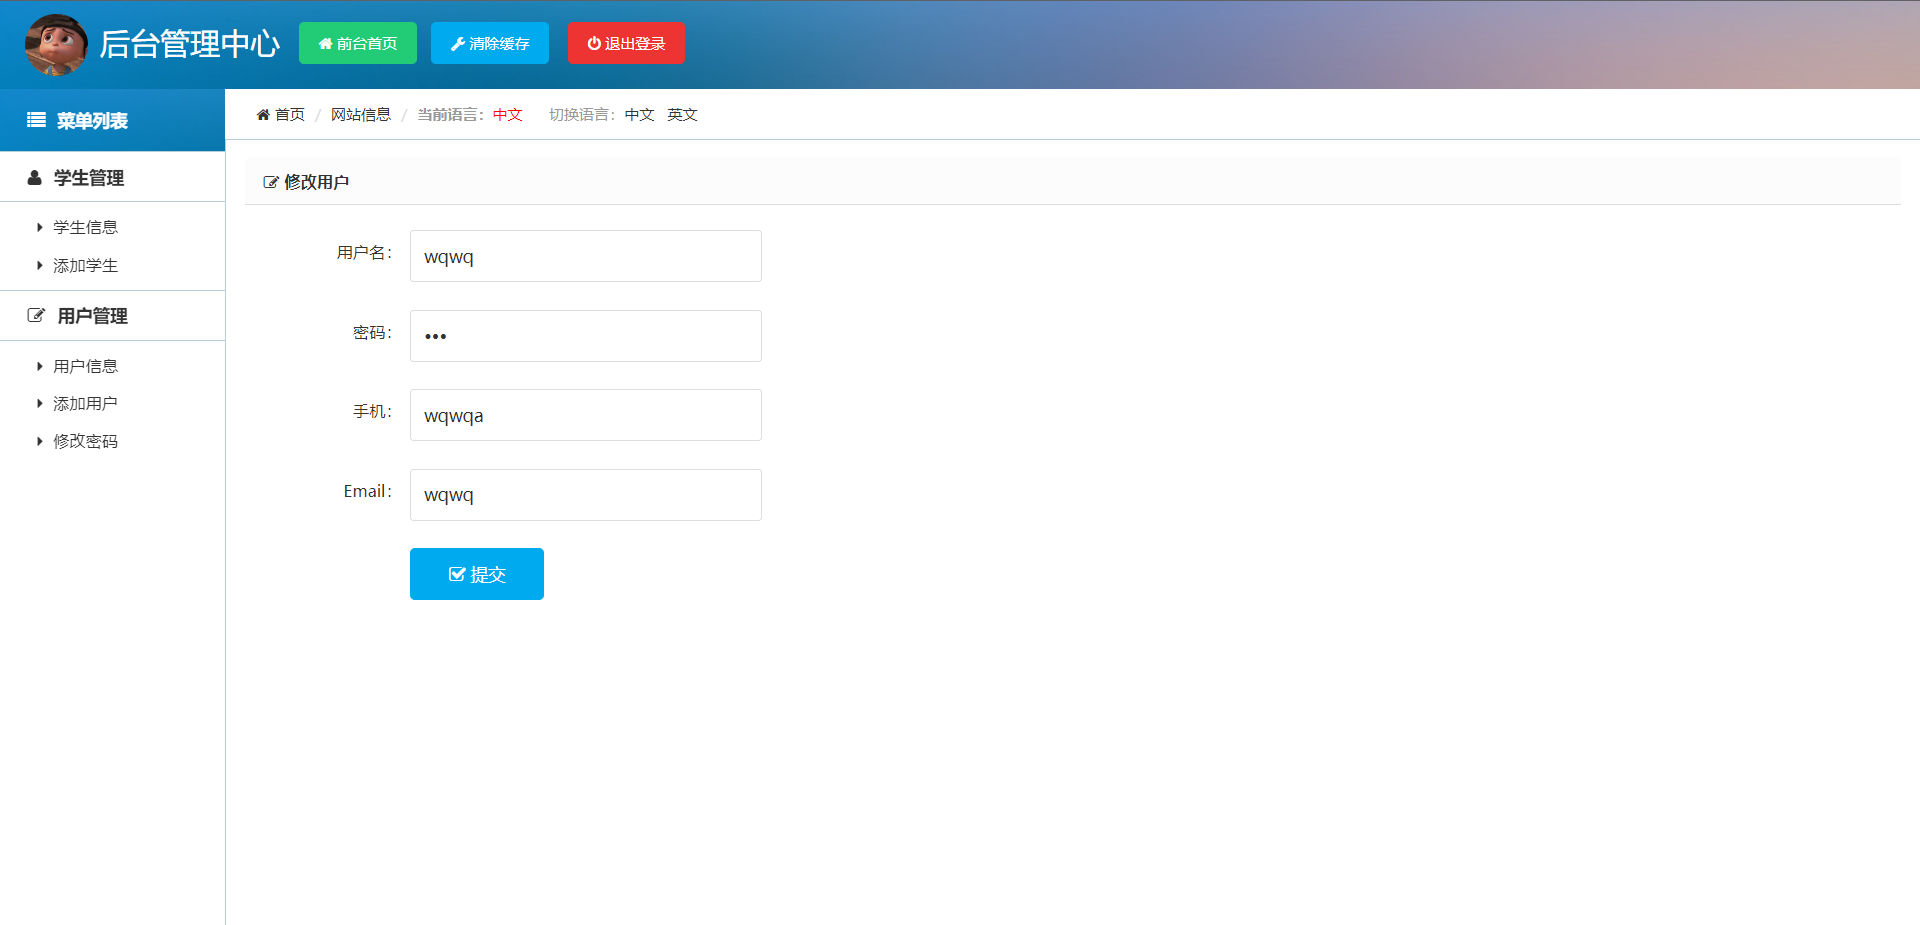 后台管理中心 前台首页 清除缓存 退出登录
菜单列表
首页 / 网站信息 / 当前语言：中文 切换语言：中文 英文
学生管理
学生信息
添加学生
用户管理
用户信息
添加用户
修改密码
修改用户
用户名： wqwq
密码： •••
手机： wqwqa
Email： wqwq
提交